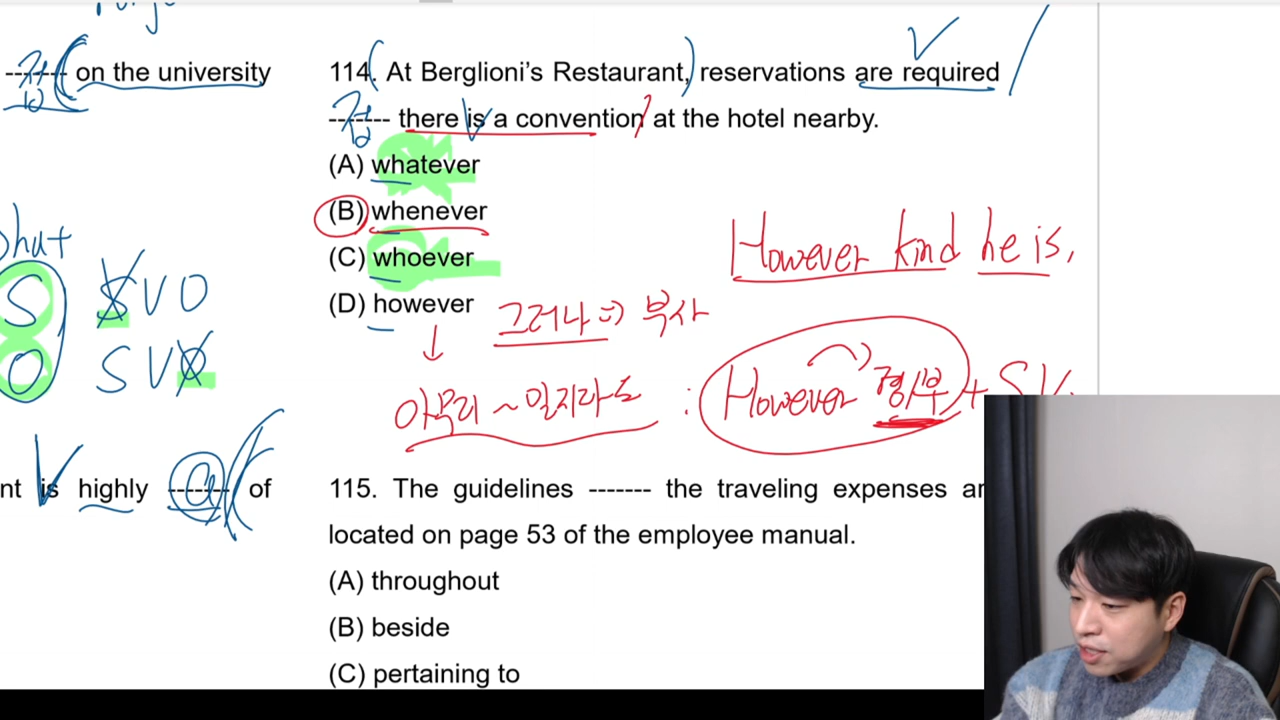 on the university
114. At Berglioni's Restaurant, reservations are required
접 ------- there is a convention at the hotel nearby.
(A) whatever
(B) whenever
(C) whoever
(D) however
그러나 => 부사
아무리 ~일지라도 : However 형/부 + SV
However kind he is,
S V O
S V O
S
O
nt is highly ------- of
115. The guidelines ------- the traveling expenses ar
located on page 53 of the employee manual.
(A) throughout
(B) beside
(C) pertaining to